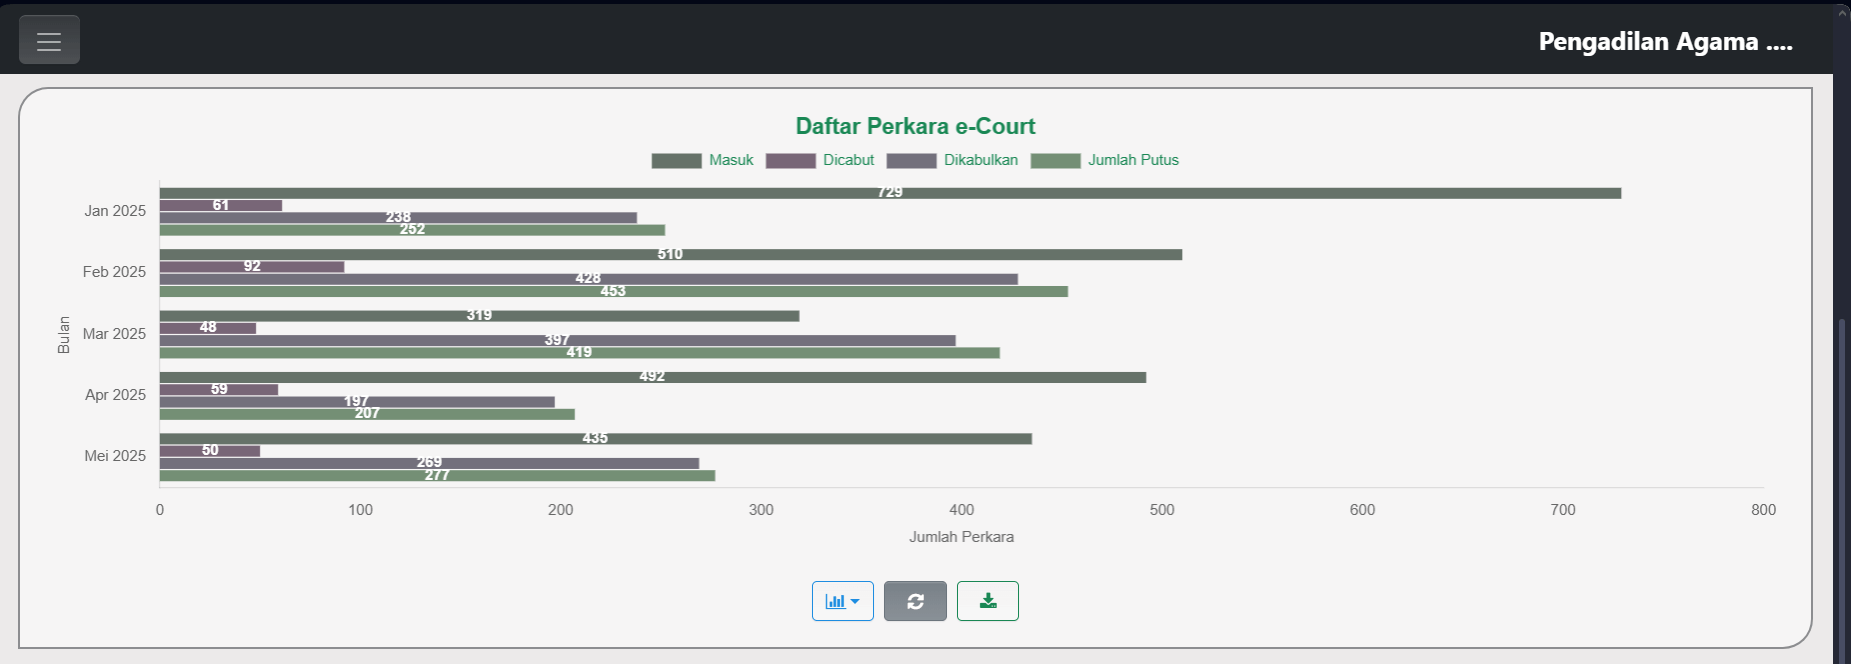 Pengadilan Agama ....
Daftar Perkara e-Court
Masuk Dicabut Dikabulkan Jumlah Putus
729
Jan 2025
61
238
252
510
Feb 2025
92
428
453
Bulan
319
Mar 2025
48
397
419
492
Apr 2025
59
197
207
435
Mei 2025
50
269
277
0 100 200 300 400 500 600 700 800
Jumlah Perkara